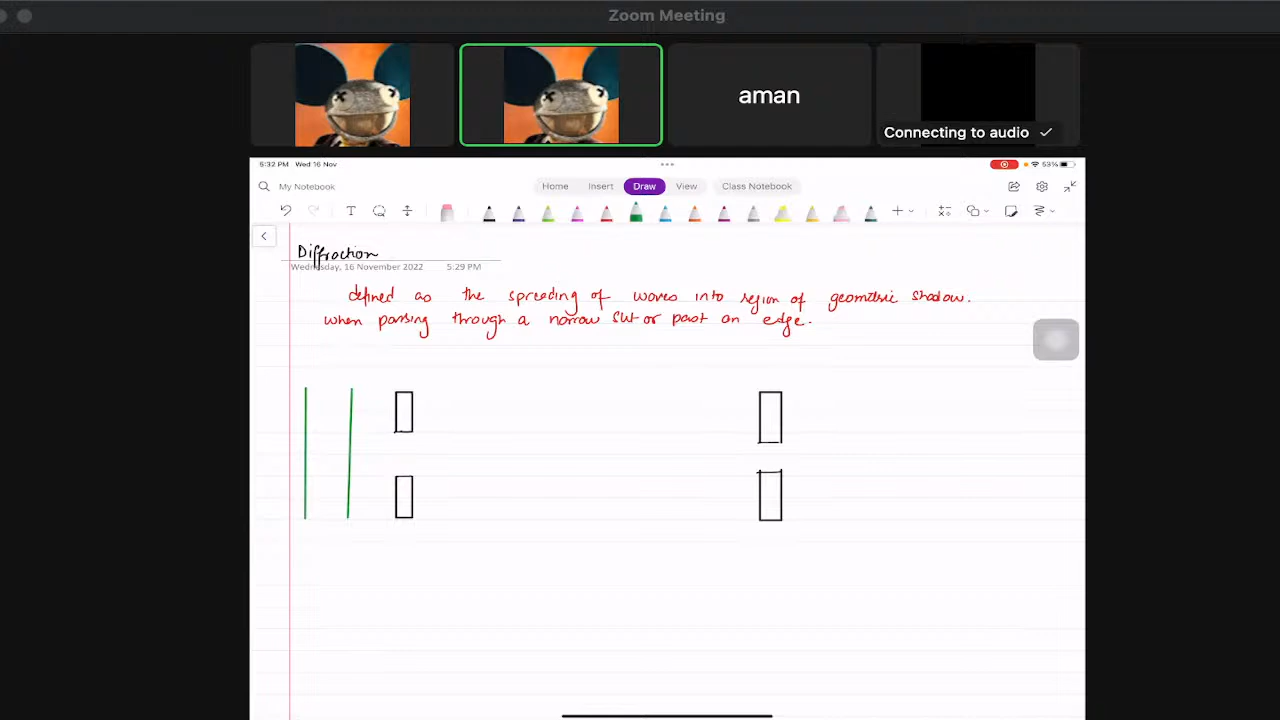 Zoom Meeting
aman
Connecting to audio
5:32 PM Wed 16 Nov
53%
My Notebook
Home Insert Draw View Class Notebook
Diffraction
Wednesday, 16 November 2022 5:29 PM
defined as the spreading of waves into region of geometric shadow.
when passing through a narrow slit or past an edge.